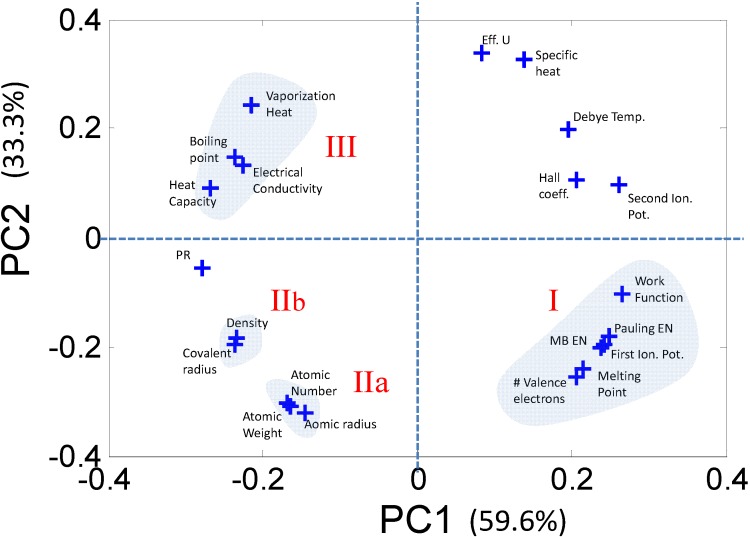 0.4
0.2
0
-0.2
-0.4
PC2 (33.3%)
Eff. U
Specific
heat
Vaporization
Heat
Debye Temp.
Boiling
point
III
Electrical
Conductivity
Heat
Capacity
Hall
coeff.
Second Ion.
Pot.
PR
IIb
I
Work
Function
Density
Covalent
radius
MB EN
Pauling EN
First Ion. Pot.
Atomic
Number
IIa
# Valence
electrons
Melting
Point
Atomic
Weight
Aomic radius
-0.4
-0.2
0
0.2
0.4
PC1 (59.6%)